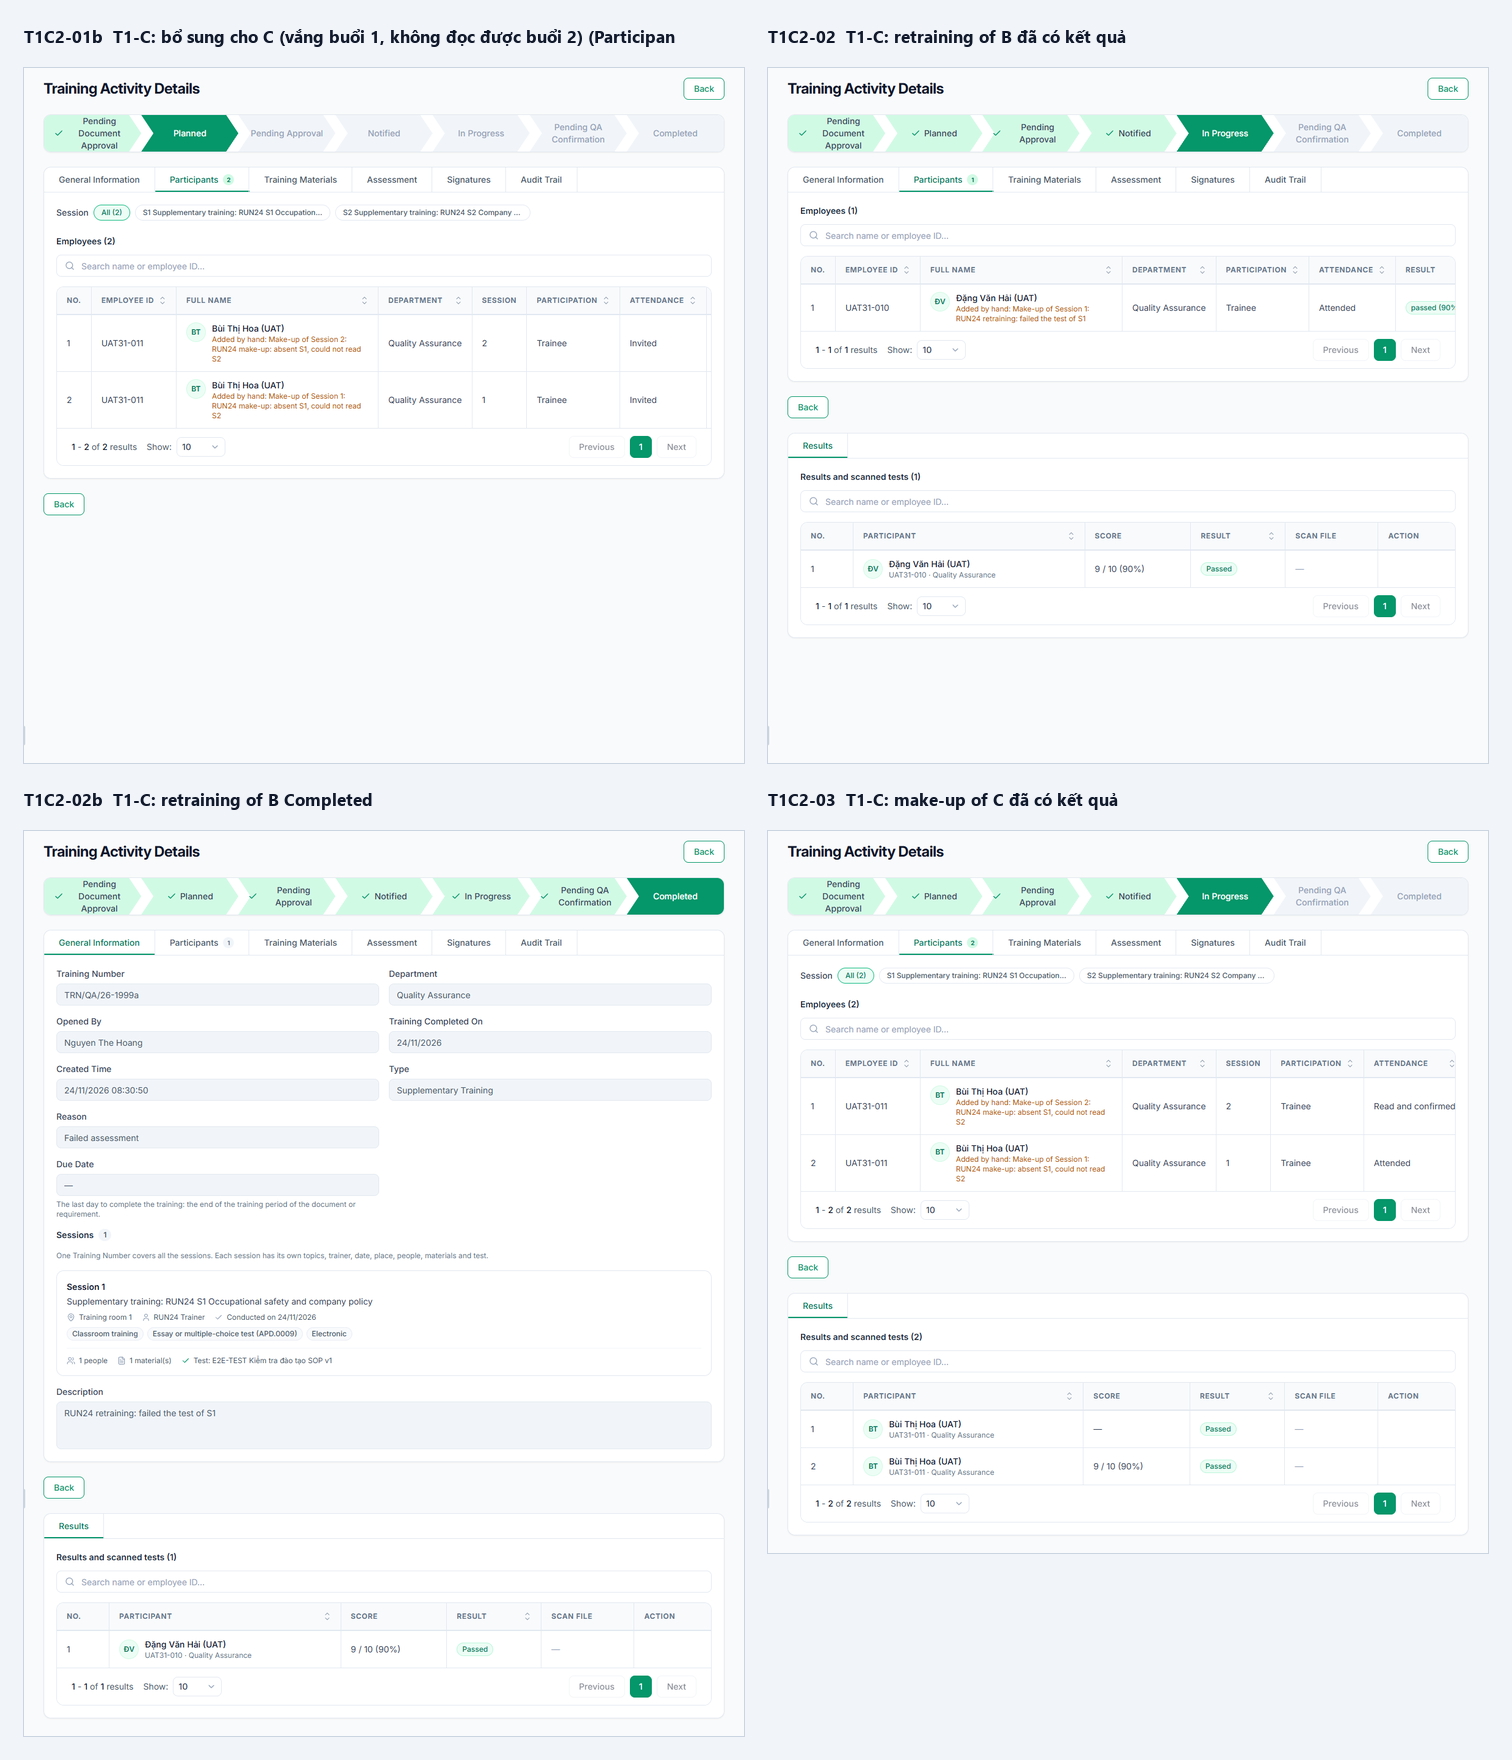 T1C2-01b T1-C: bổ sung cho C (vắng buổi 1, không đọc được buổi 2) (Participan
Training Activity Details
Back
Pending Document Approval
Planned
Pending Approval
Notified
In Progress
Pending QA Confirmation
Completed
General Information
Participants 2
Training Materials
Assessment
Signatures
Audit Trail
Session All (2) S1 Supplementary training: RUN24 S1 Occupation... S2 Supplementary training: RUN24 S2 Company ...
Employees (2)
Search name or employee ID...
NO. EMPLOYEE ID FULL NAME DEPARTMENT SESSION PARTICIPATION ATTENDANCE
1 UAT31-011 BT Bùi Thị Hoa (UAT) Quality Assurance 2 Trainee Invited
Added by hand: Make-up of Session 2:
RUN24 make-up: absent S1, could not read
S2
2 UAT31-011 BT Bùi Thị Hoa (UAT) Quality Assurance 1 Trainee Invited
Added by hand: Make-up of Session 1:
RUN24 make-up: absent S1, could not read
S2
1 - 2 of 2 results Show: 10 Previous 1 Next
Back
T1C2-02 T1-C: retraining of B đã có kết quả
Training Activity Details
Back
Pending Document Approval
Planned
Pending Approval
Notified
In Progress
Pending QA Confirmation
Completed
General Information
Participants 1
Training Materials
Assessment
Signatures
Audit Trail
Employees (1)
Search name or employee ID...
NO. EMPLOYEE ID FULL NAME DEPARTMENT PARTICIPATION ATTENDANCE RESULT
1 UAT31-010 ĐV Đặng Văn Hải (UAT) Quality Assurance Trainee Attended passed (90%
Added by hand: Make-up of Session 1:
RUN24 retraining: failed the test of S1
1 - 1 of 1 results Show: 10 Previous 1 Next
Back
Results
Results and scanned tests (1)
Search name or employee ID...
NO. PARTICIPANT SCORE RESULT SCAN FILE ACTION
1 ĐV Đặng Văn Hải (UAT) 9 / 10 (90%) Passed —
UAT31-010 · Quality Assurance
1 - 1 of 1 results Show: 10 Previous 1 Next
T1C2-02b T1-C: retraining of B Completed
Training Activity Details
Back
Pending Document Approval
Planned
Pending Approval
Notified
In Progress
Pending QA Confirmation
Completed
General Information
Participants 1
Training Materials
Assessment
Signatures
Audit Trail
Training Number
TRN/QA/26-1999a
Department
Quality Assurance
Opened By
Nguyen The Hoang
Training Completed On
24/11/2026
Created Time
24/11/2026 08:30:50
Type
Supplementary Training
Reason
Failed assessment
Due Date
—
The last day to complete the training: the end of the training period of the document or
requirement.
Sessions 1
One Training Number covers all the sessions. Each session has its own topics, trainer, date, place, people, materials and test.
Session 1
Supplementary training: RUN24 S1 Occupational safety and company policy
Training room 1 RUN24 Trainer Conducted on 24/11/2026
Classroom training Essay or multiple-choice test (APD.0009) Electronic
1 people 1 material(s) Test: E2E-TEST Kiểm tra đào tạo SOP v1
Description
RUN24 retraining: failed the test of S1
Back
Results
Results and scanned tests (1)
Search name or employee ID...
NO. PARTICIPANT SCORE RESULT SCAN FILE ACTION
1 ĐV Đặng Văn Hải (UAT) 9 / 10 (90%) Passed —
UAT31-010 · Quality Assurance
1 - 1 of 1 results Show: 10 Previous 1 Next
T1C2-03 T1-C: make-up of C đã có kết quả
Training Activity Details
Back
Pending Document Approval
Planned
Pending Approval
Notified
In Progress
Pending QA Confirmation
Completed
General Information
Participants 2
Training Materials
Assessment
Signatures
Audit Trail
Session All (2) S1 Supplementary training: RUN24 S1 Occupation... S2 Supplementary training: RUN24 S2 Company ...
Employees (2)
Search name or employee ID...
NO. EMPLOYEE ID FULL NAME DEPARTMENT SESSION PARTICIPATION ATTENDANCE
1 UAT31-011 BT Bùi Thị Hoa (UAT) Quality Assurance 2 Trainee Read and confirmed
Added by hand: Make-up of Session 2:
RUN24 make-up: absent S1, could not read
S2
2 UAT31-011 BT Bùi Thị Hoa (UAT) Quality Assurance 1 Trainee Attended
Added by hand: Make-up of Session 1:
RUN24 make-up: absent S1, could not read
S2
1 - 2 of 2 results Show: 10 Previous 1 Next
Back
Results
Results and scanned tests (2)
Search name or employee ID...
NO. PARTICIPANT SCORE RESULT SCAN FILE ACTION
1 BT Bùi Thị Hoa (UAT) — Passed —
UAT31-011 · Quality Assurance
2 BT Bùi Thị Hoa (UAT) 9 / 10 (90%) Passed —
UAT31-011 · Quality Assurance
1 - 2 of 2 results Show: 10 Previous 1 Next